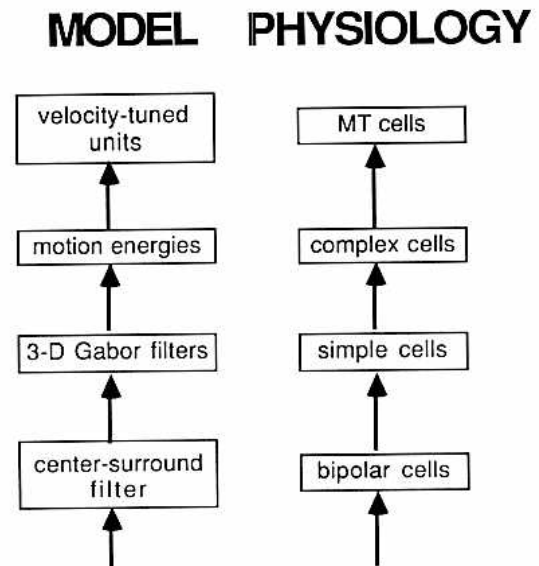 MODEL PHYSIOLOGY
velocity-tuned
units
MT cells
motion energies
complex cells
3-D Gabor filters
simple cells
center-surround
filter
bipolar cells